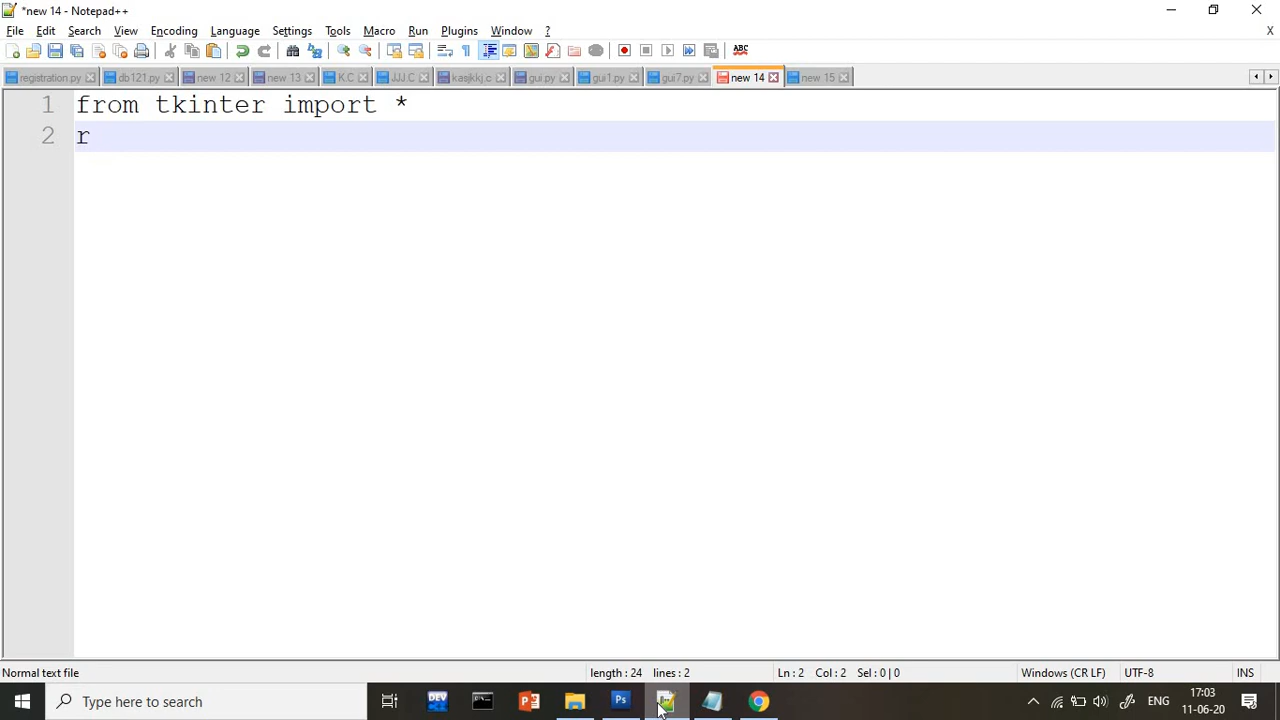 *new 14 - Notepad++
File Edit Search View Encoding Language Settings Tools Macro Run Plugins Window ? X
ABC
registration.py db121.py new 12 new 13 K.C JJJ.C kasjkkj.c gui.py gui1.py gui7.py new 14 new 15
1 from tkinter import *
2 r
Normal text file length : 24 lines : 2 Ln : 2 Col : 2 Sel : 0 | 0 Windows (CR LF) UTF-8 INS
Type here to search DEV Ps ENG 17:03
11-06-20